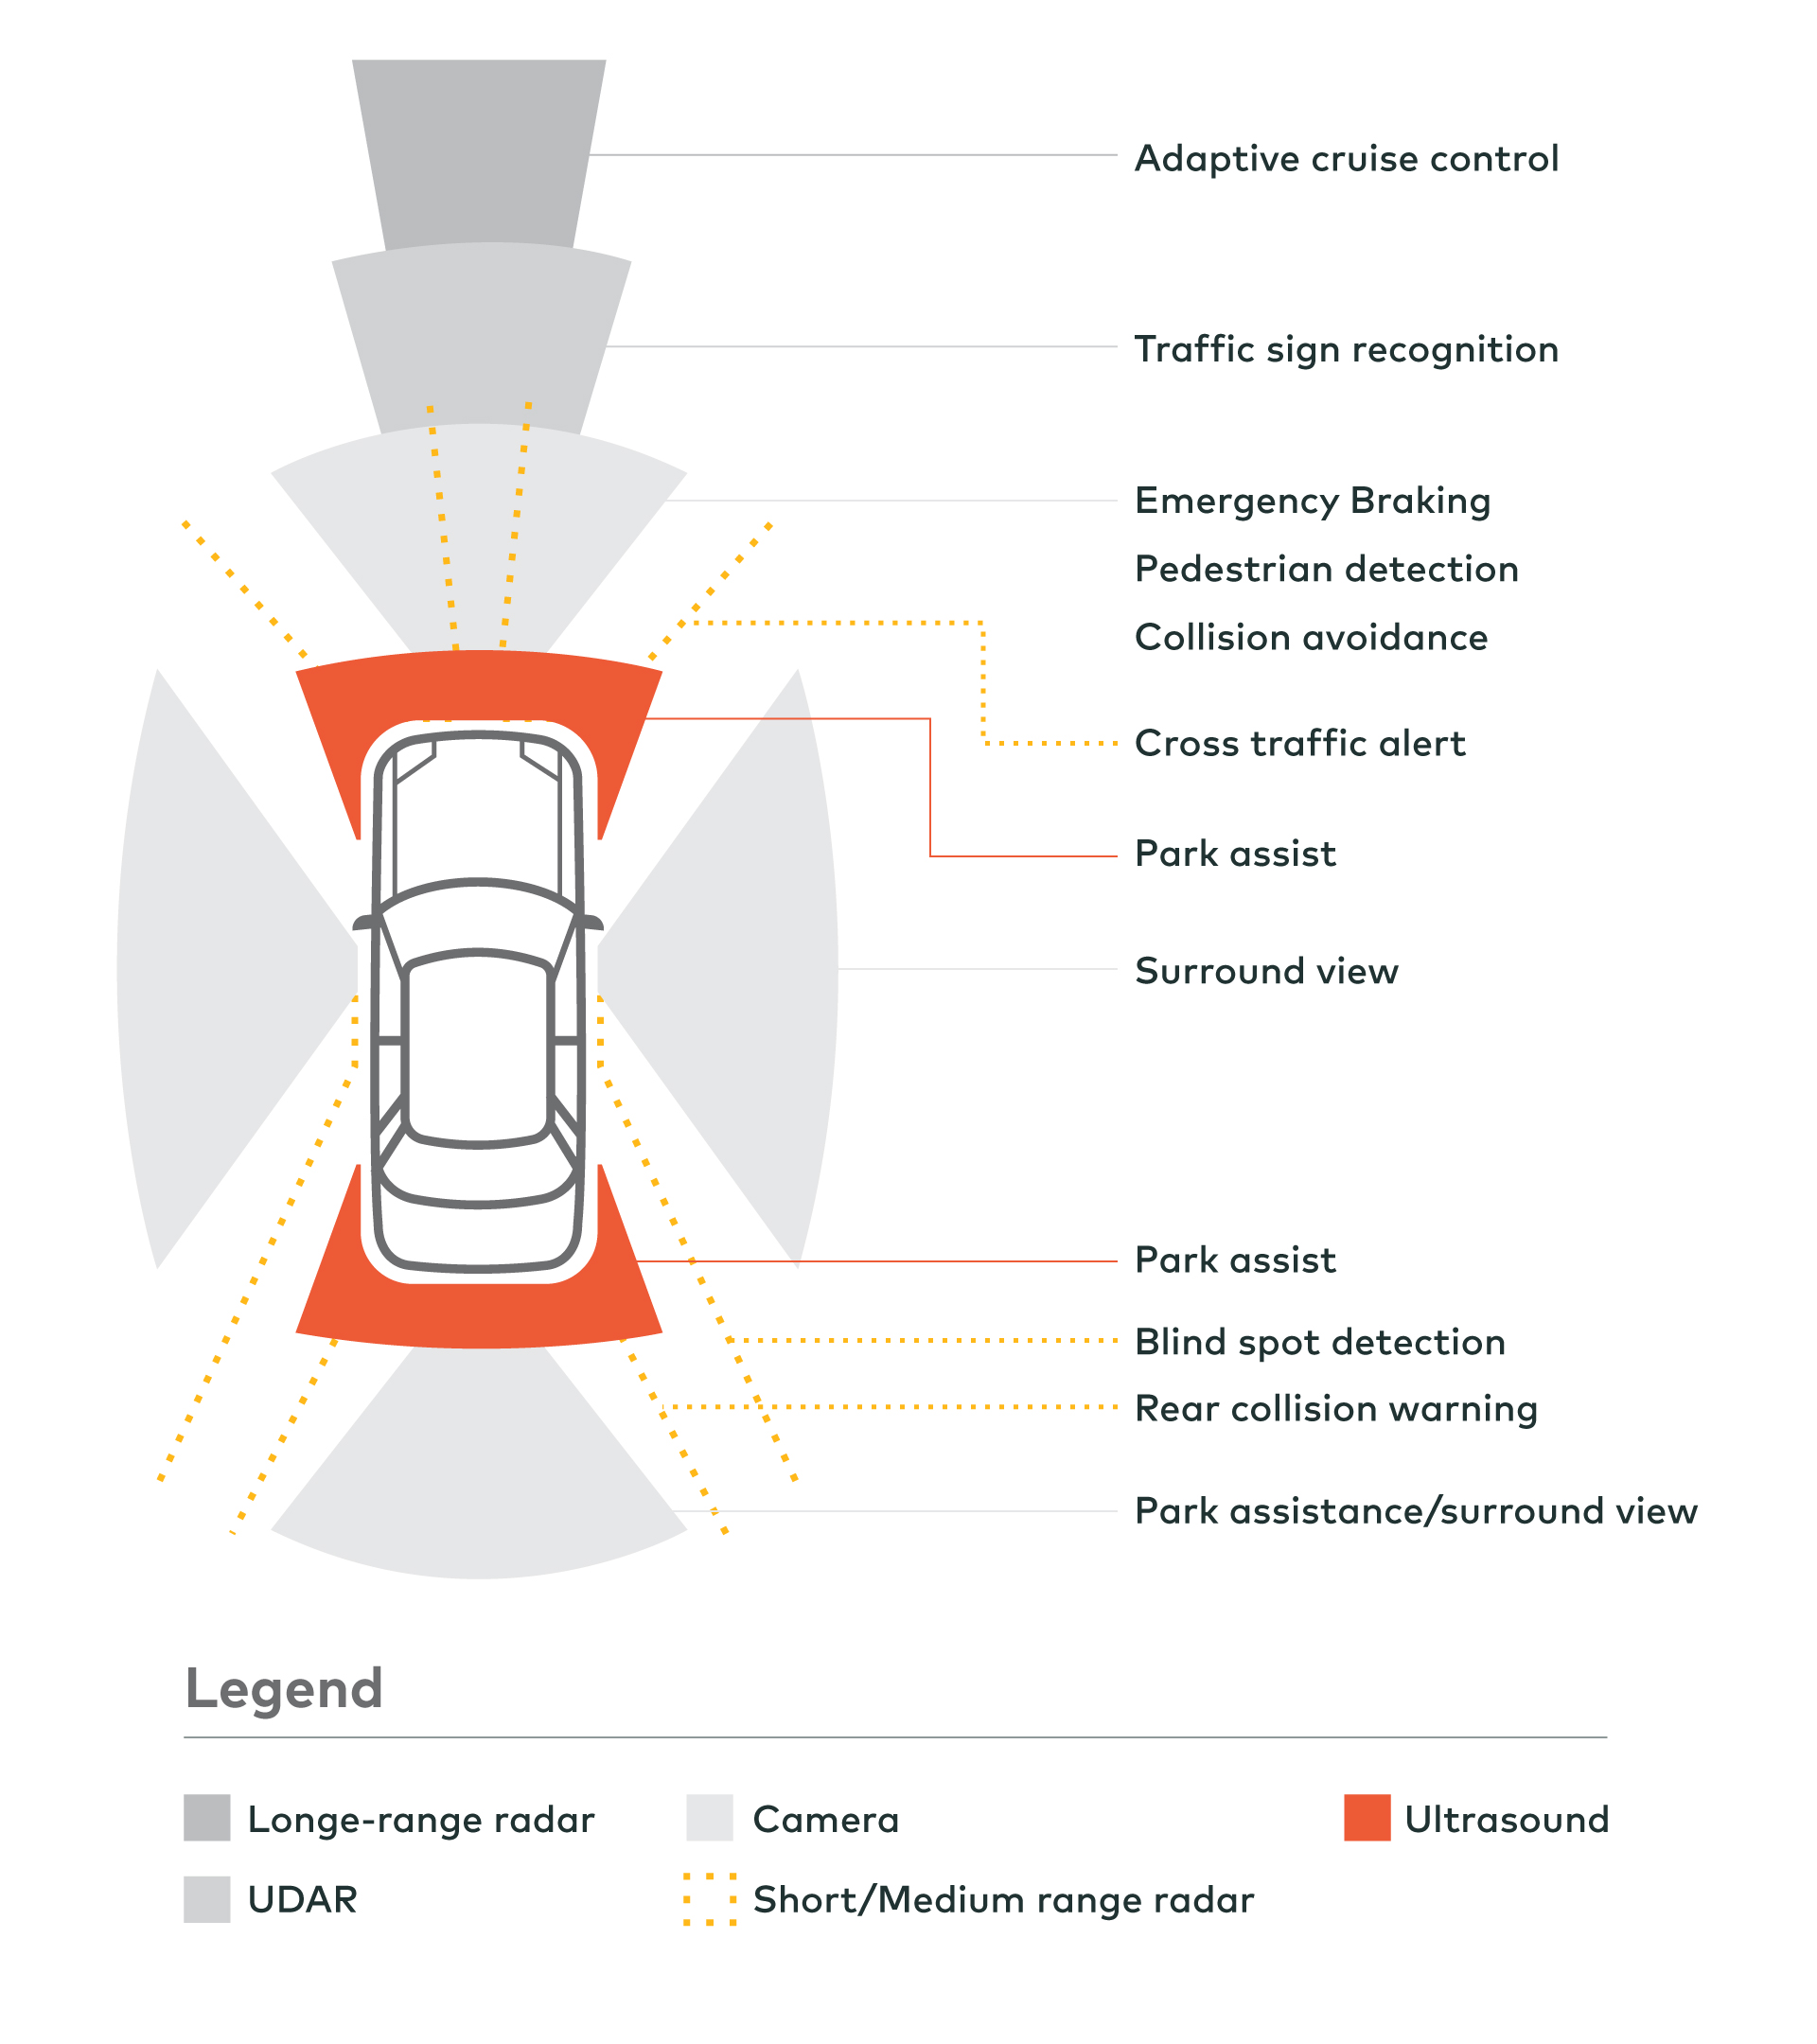 Adaptive cruise control
Traffic sign recognition
Emergency Braking
Pedestrian detection
Collision avoidance
Cross traffic alert
Park assist
Surround view
Park assist
Blind spot detection
Rear collision warning
Park assistance/surround view
Legend
Longe-range radar
Camera
Ultrasound
UDAR
Short/Medium range radar